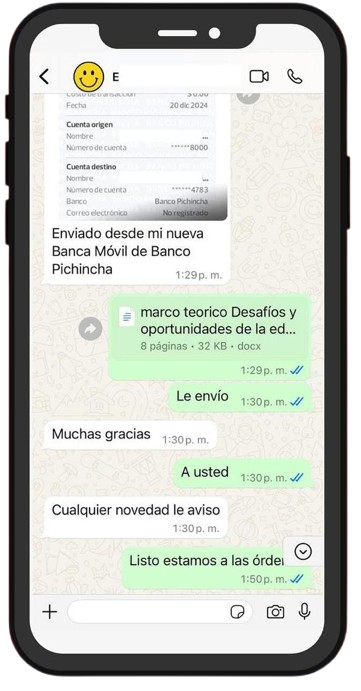 E
Costo de transacción $ 0.00
Fecha 20 dic 2024
Cuenta origen
Nombre ...
Número de cuenta ******8000
Cuenta destino
Nombre ...
Número de cuenta ******4783
Banco Banco Pichincha
Correo electrónico No registrado
Enviado desde mi nueva
Banca Móvil de Banco
Pichincha
1:29 p. m.
marco teorico Desafíos y
oportunidades de la ed...
8 páginas • 32 KB • docx
1:29 p. m.
Le envío 1:30 p. m.
Muchas gracias 1:30 p. m.
A usted 1:30 p. m.
Cualquier novedad le aviso
1:30 p. m.
Listo estamos a las
1:50 p. m.